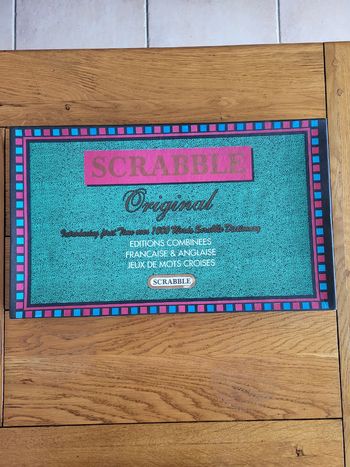 SCRABBLE
Original
Introducing first Time over 1000 Words Scrabble Dictionary
EDITIONS COMBINEES
FRANCAISE & ANGLAISE
JEUX DE MOTS CROISES
SCRABBLE